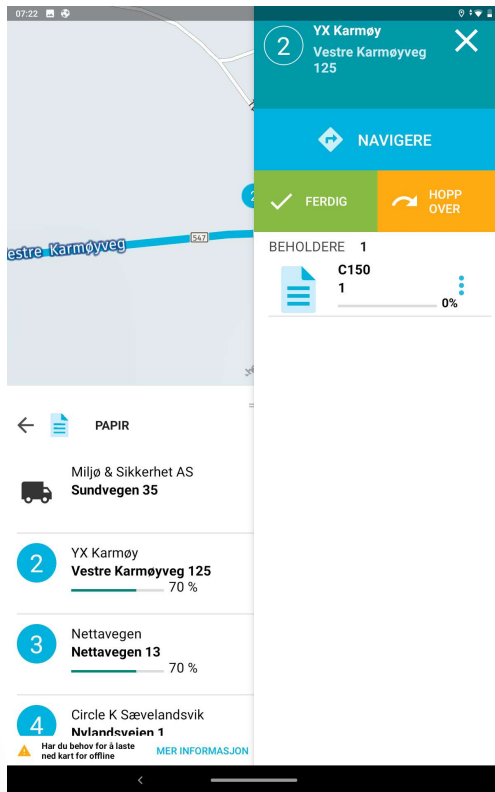 07:22
2
YX Karmøy
Vestre Karmøyveg
125
NAVIGERE
FERDIG
HOPP
OVER
BEHOLDERE 1
C150
1
0%
2
547
estre Karmøyveg
PAPIR
Miljø & Sikkerhet AS
Sundvegen 35
2
YX Karmøy
Vestre Karmøyveg 125
70 %
3
Nettavegen
Nettavegen 13
70 %
4
Circle K Sævelandsvik
Nylandsveien 1
Har du behov for å laste
ned kart for offline
MER INFORMASJON